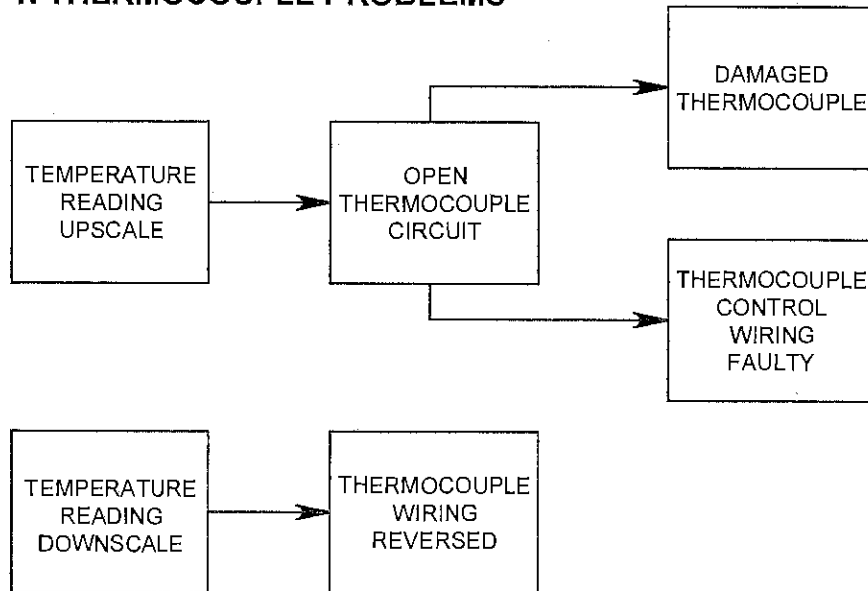 TEMPERATURE
READING
UPSCALE
OPEN
THERMOCOUPLE
CIRCUIT
DAMAGED
THERMOCOUPLE
THERMOCOUPLE
CONTROL
WIRING
FAULTY
TEMPERATURE
READING
DOWNSCALE
THERMOCOUPLE
WIRING
REVERSED